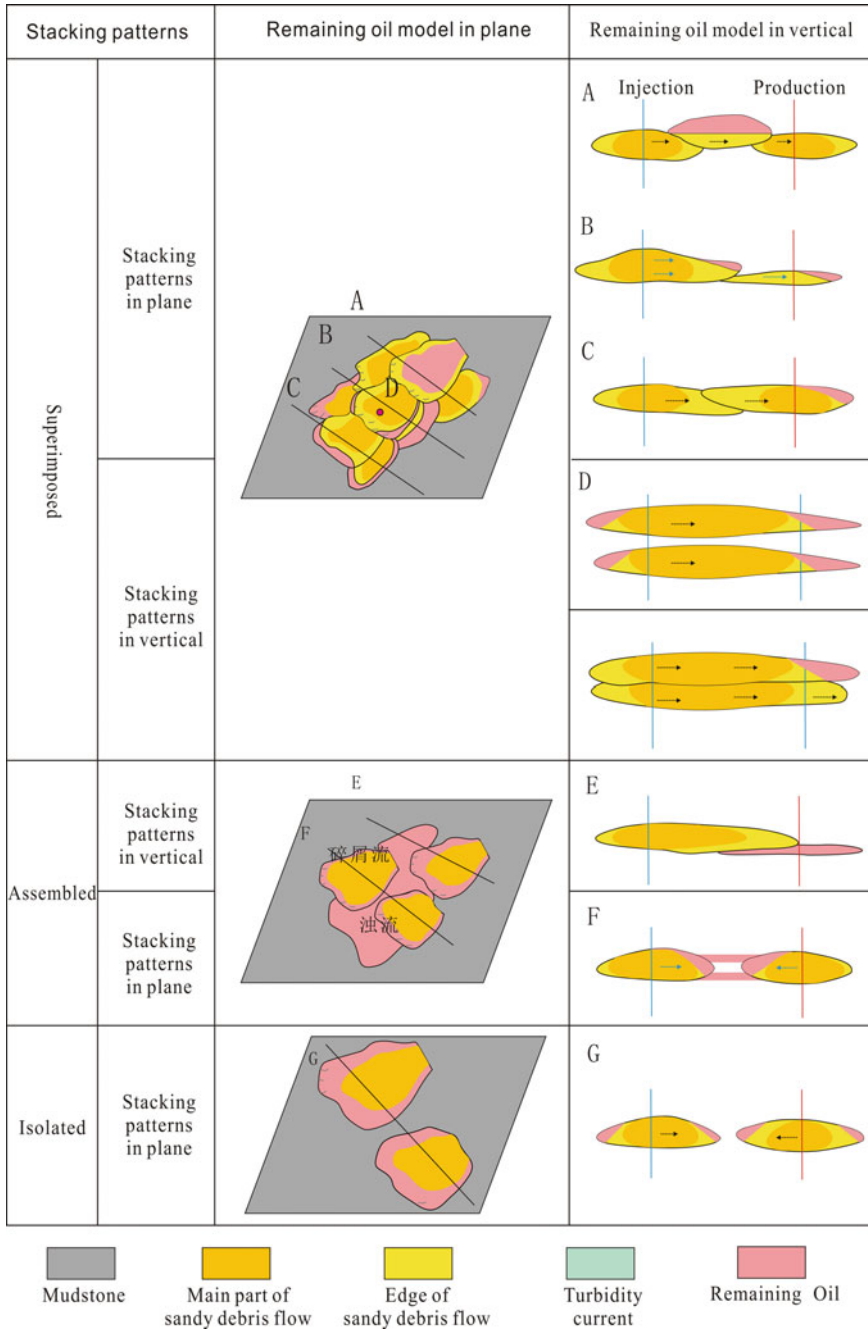 Stacking patterns
Remaining oil model in plane
Remaining oil model in vertical
Superimposed
Stacking
patterns
in plane
A
B
C
D
A
Injection
Production
B
C
Stacking
patterns
in vertical
D
Assembled
Stacking
patterns
in vertical
E
F
碎屑流
浊流
E
Stacking
patterns
in plane
F
Isolated
Stacking
patterns
in plane
G
G
Mudstone
Main part of
sandy debris flow
Edge of
sandy debris flow
Turbidity
current
Remaining Oil